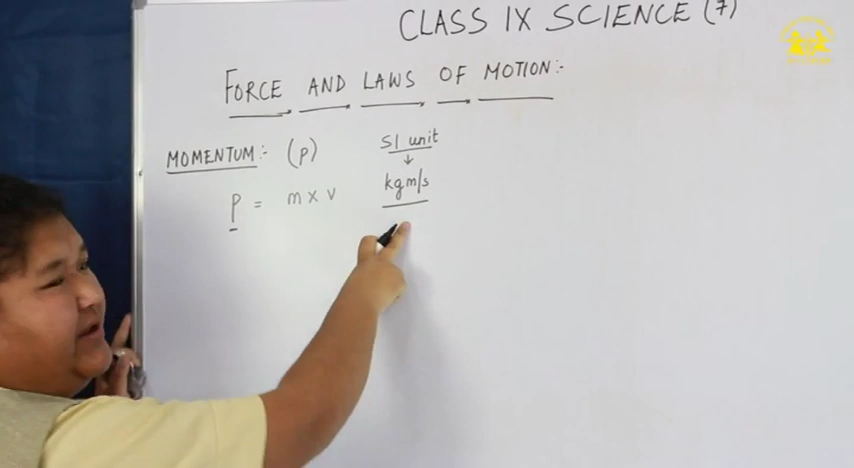 CLASS IX SCIENCE (7)
FORCE AND LAWS OF MOTION:-
MOMENTUM:- (p) SI unit
↓
p = m x v kgm/s